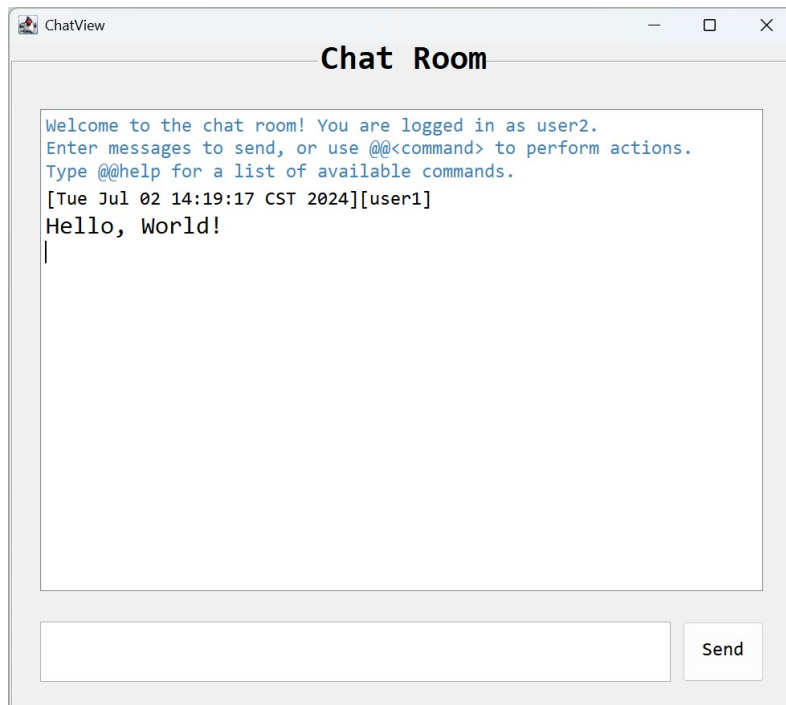 ChatView
Chat Room
Welcome to the chat room! You are logged in as user2.
Enter messages to send, or use @@<command> to perform actions.
Type @@help for a list of available commands.
[Tue Jul 02 14:19:17 CST 2024][user1]
Hello, World!
Send